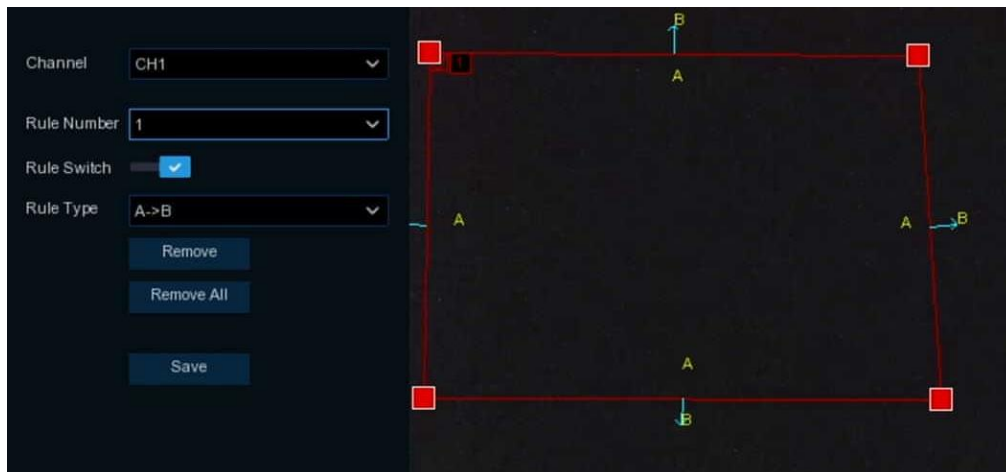 Channel
CH1
Rule Number
1
Rule Switch
Rule Type
A->B
Remove
Remove All
Save
B
A
1
A
A
B
A
B